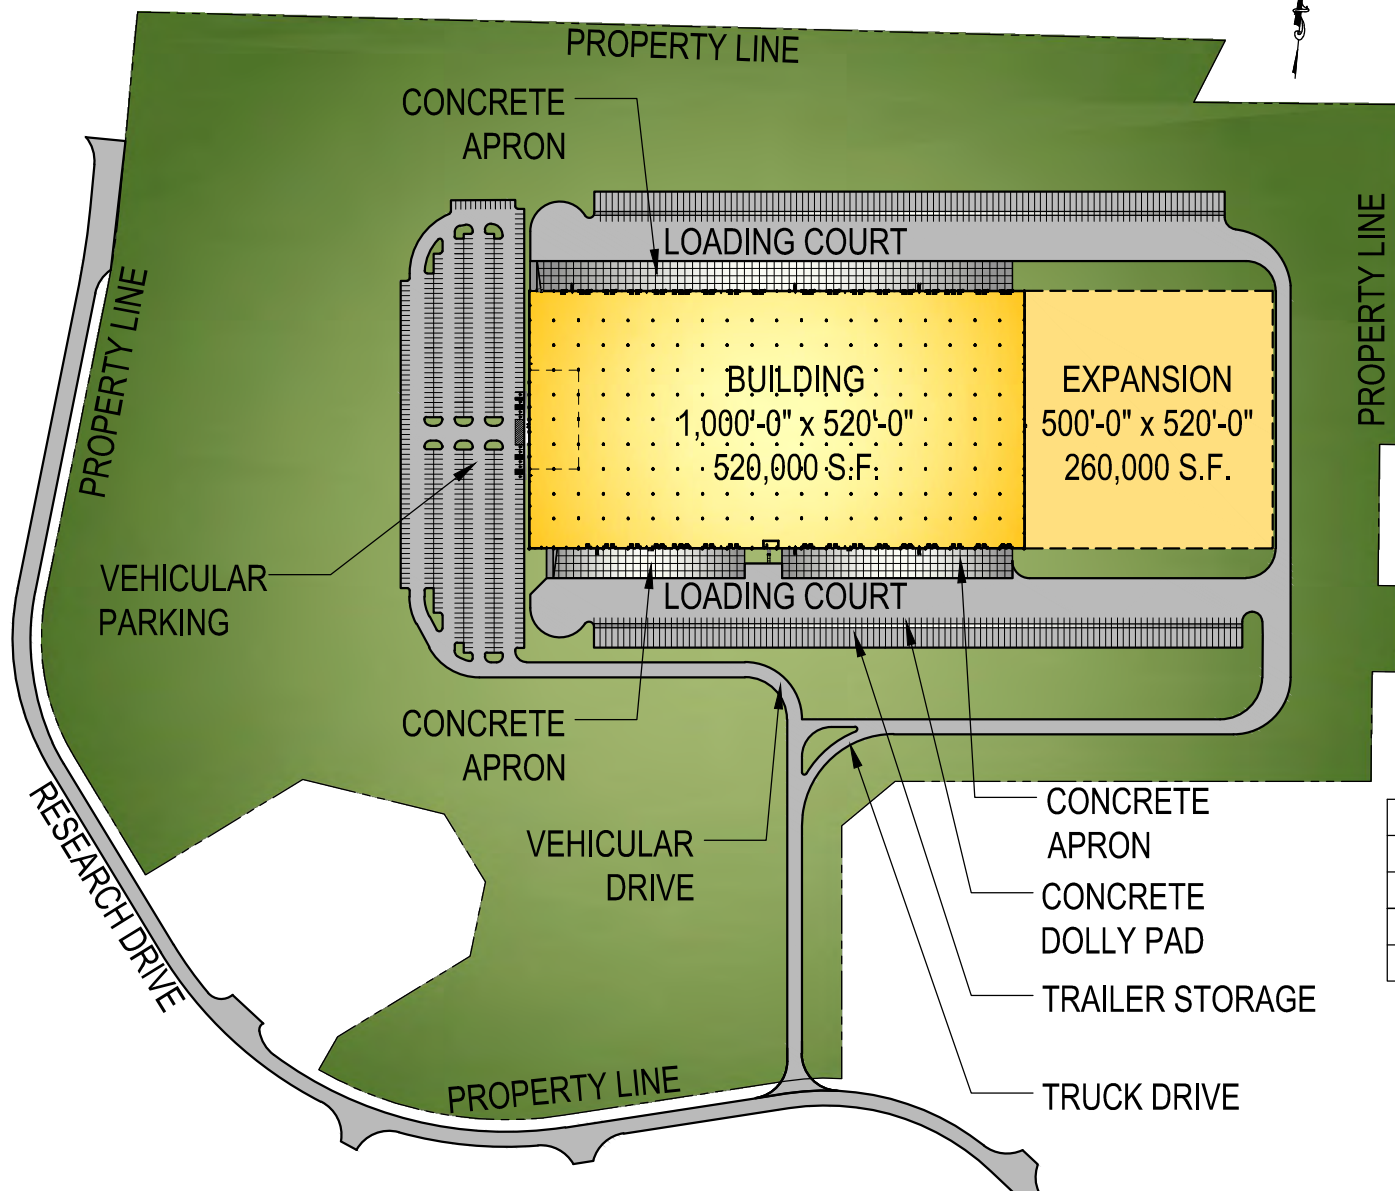 PROPERTY LINE
CONCRETE
APRON
LOADING COURT
PROPERTY LINE
PROPERTY LINE
BUILDING
1,000'-0" x 520'-0"
520,000 S.F.
EXPANSION
500'-0" x 520'-0"
260,000 S.F.
VEHICULAR
PARKING
LOADING COURT
CONCRETE
APRON
RESEARCH DRIVE
VEHICULAR
DRIVE
CONCRETE
APRON
CONCRETE
DOLLY PAD
TRAILER STORAGE
TRUCK DRIVE
PROPERTY LINE